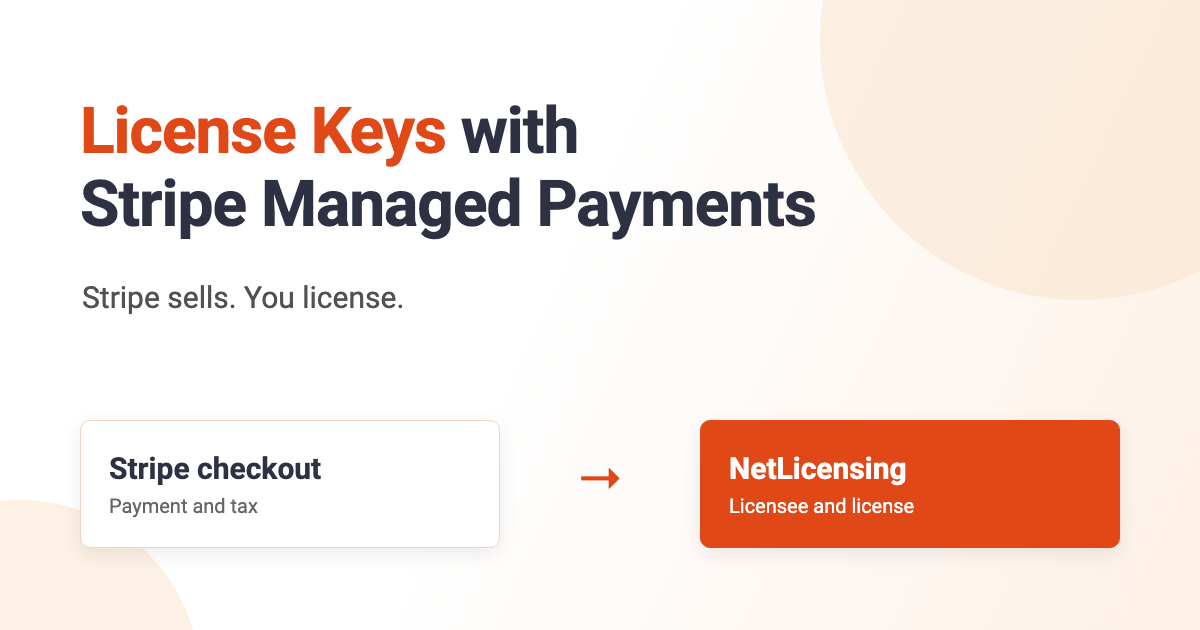 License Keys with
Stripe Managed Payments
Stripe sells. You license.
Stripe checkout
Payment and tax
NetLicensing
Licensee and license